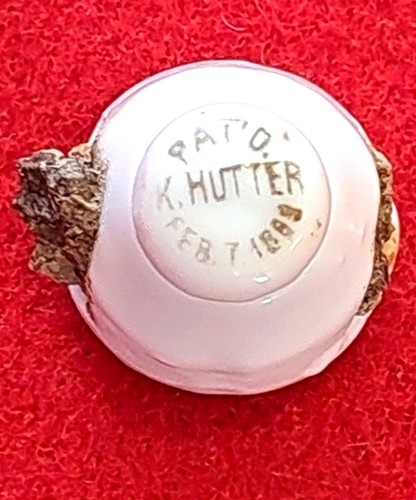 PAT'D.
K. HUTTER
FEB. 7. 1893